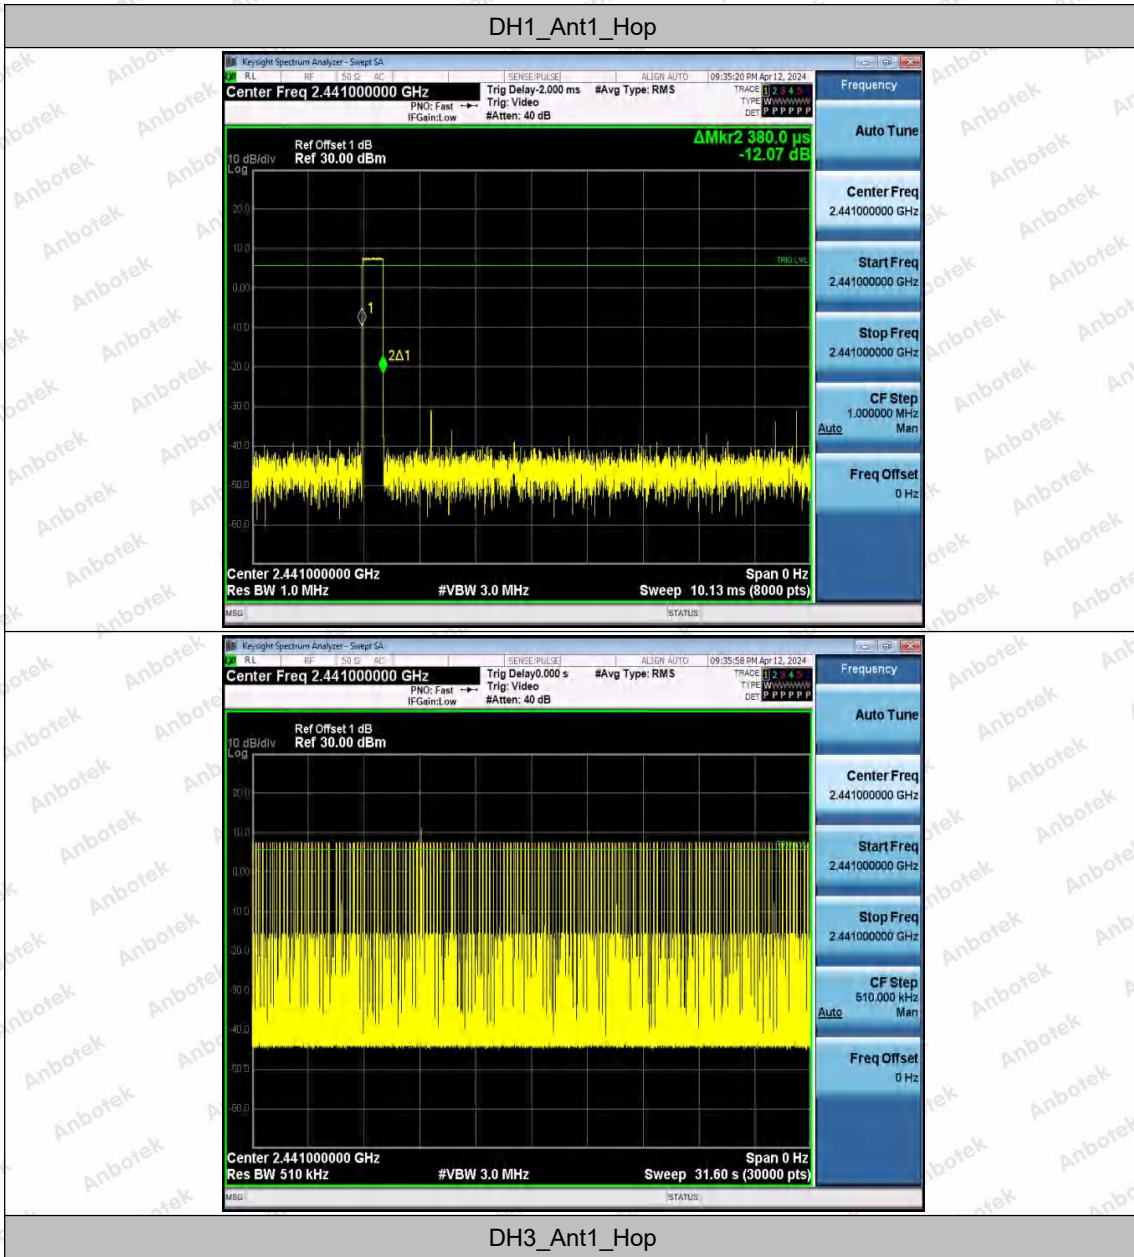 DH1_Ant1_Hop
Keysight Spectrum Analyzer - Swept SA
RL RF 50 Ω AC SENSE:PULSE ALIGN AUTO 09:35:20 PM Apr 12, 2024
Center Freq 2.441000000 GHz
PNO: Fast
IFGain:Low
Trig Delay-2.000 ms
Trig: Video
#Atten: 40 dB
#Avg Type: RMS
TRACE 1 2 3 4 5
TYPE W
DET P P P P P P
Ref Offset 1 dB
10 dB/div Ref 30.00 dBm
Log
ΔMkr2 380.0 µs
-12.07 dB
20.0
10.0
TRIG LVL
0.00
1
-10.0
2Δ1
-20.0
-30.0
-40.0
-50.0
-60.0
Center 2.441000000 GHz Span 0 Hz
Res BW 1.0 MHz #VBW 3.0 MHz Sweep 10.13 ms (8000 pts)
MSG STATUS
Frequency
Auto Tune
Center Freq
2.441000000 GHz
Start Freq
2.441000000 GHz
Stop Freq
2.441000000 GHz
CF Step
1.000000 MHz
Auto Man
Freq Offset
0 Hz
Keysight Spectrum Analyzer - Swept SA
RL RF 50 Ω AC SENSE:PULSE ALIGN AUTO 09:35:58 PM Apr 12, 2024
Center Freq 2.441000000 GHz
PNO: Fast
IFGain:Low
Trig Delay0.000 s
Trig: Video
#Atten: 40 dB
#Avg Type: RMS
TRACE 1 2 3 4 5
TYPE W
DET P P P P P P
Ref Offset 1 dB
10 dB/div Ref 30.00 dBm
Log
20.0
10.0
0.00
-10.0
-20.0
-30.0
-40.0
-50.0
-60.0
Center 2.441000000 GHz Span 0 Hz
Res BW 510 kHz #VBW 3.0 MHz Sweep 31.60 s (30000 pts)
MSG STATUS
Frequency
Auto Tune
Center Freq
2.441000000 GHz
Start Freq
2.441000000 GHz
Stop Freq
2.441000000 GHz
CF Step
510.000 kHz
Auto Man
Freq Offset
0 Hz
DH3_Ant1_Hop
Anbotek